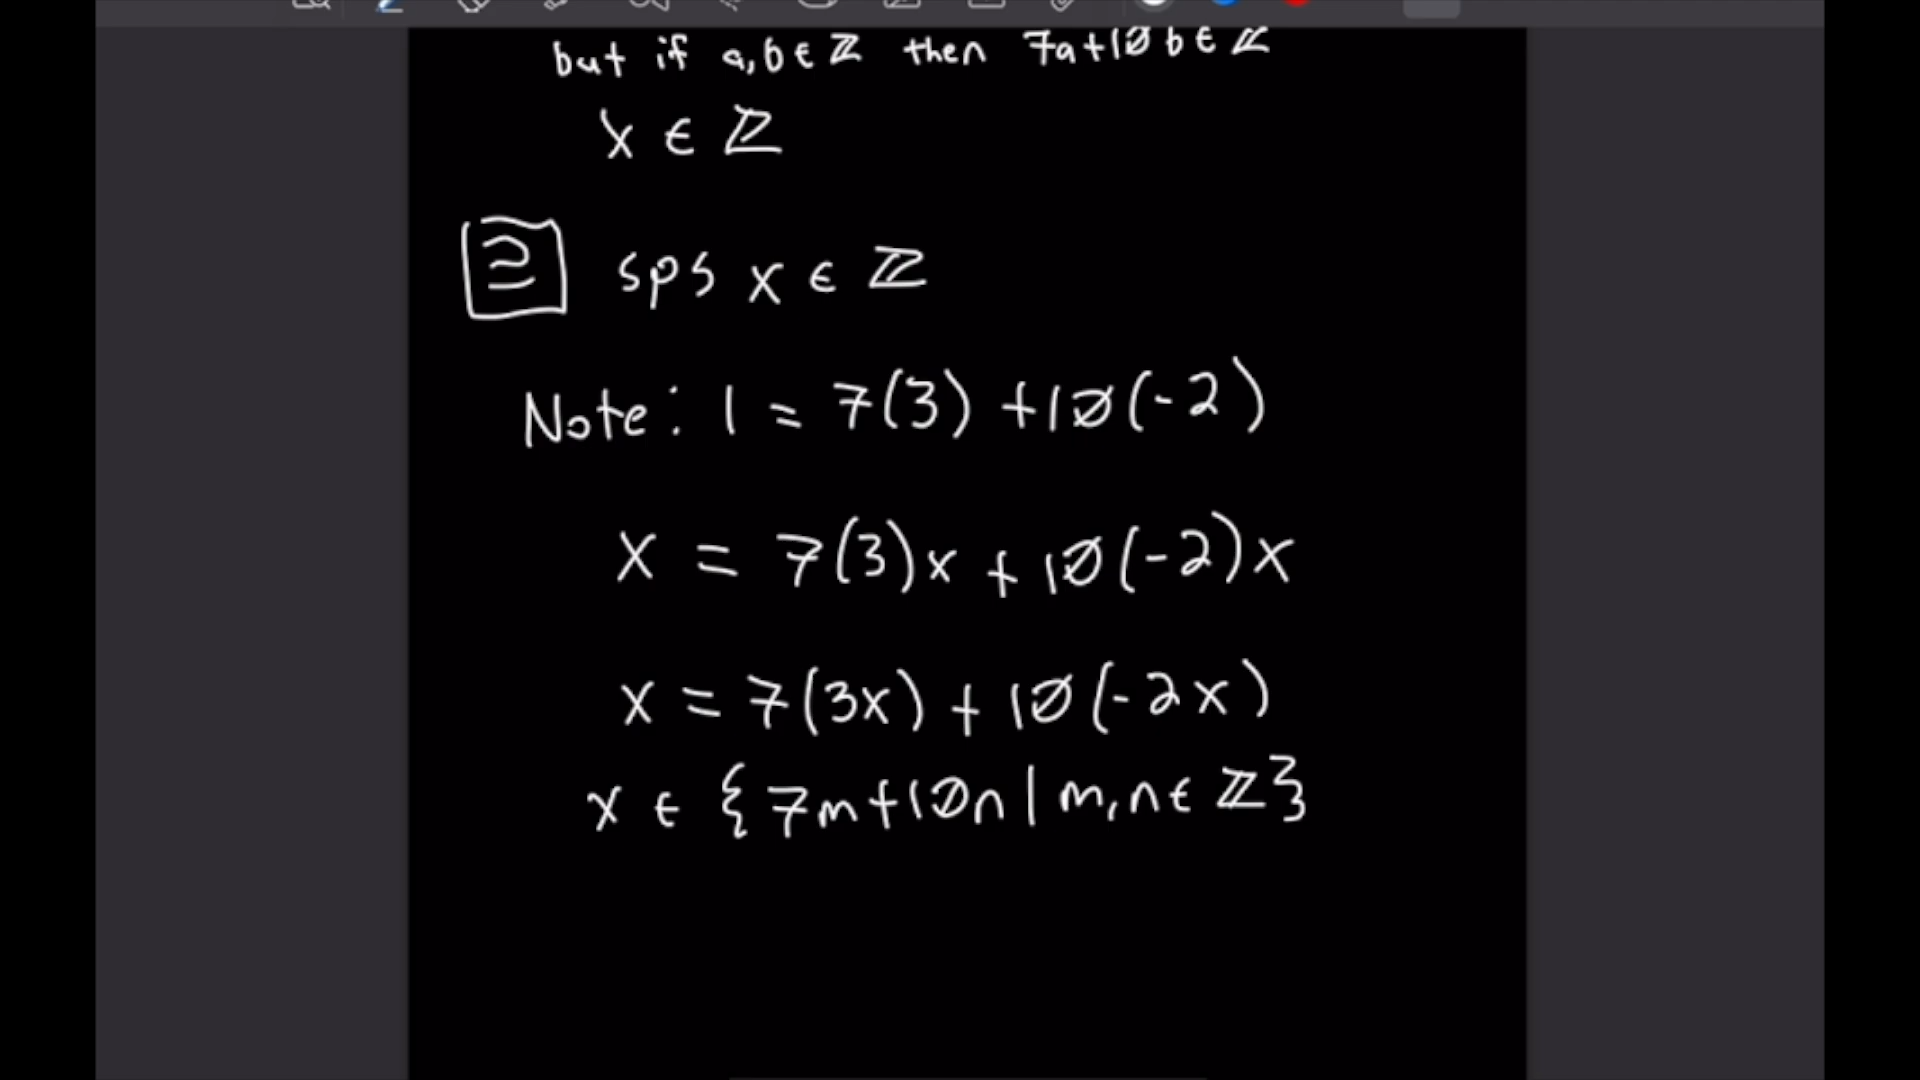 but if a,b ∈ ℤ then 7a+10b ∈ ℤ
x ∈ ℤ
⊇ sps x ∈ ℤ
Note: 1 = 7(3) +10(-2)
x = 7(3)x + 10(-2)x
x = 7(3x) + 10(-2x)
x ∈ {7m+10n | m,n ∈ ℤ}